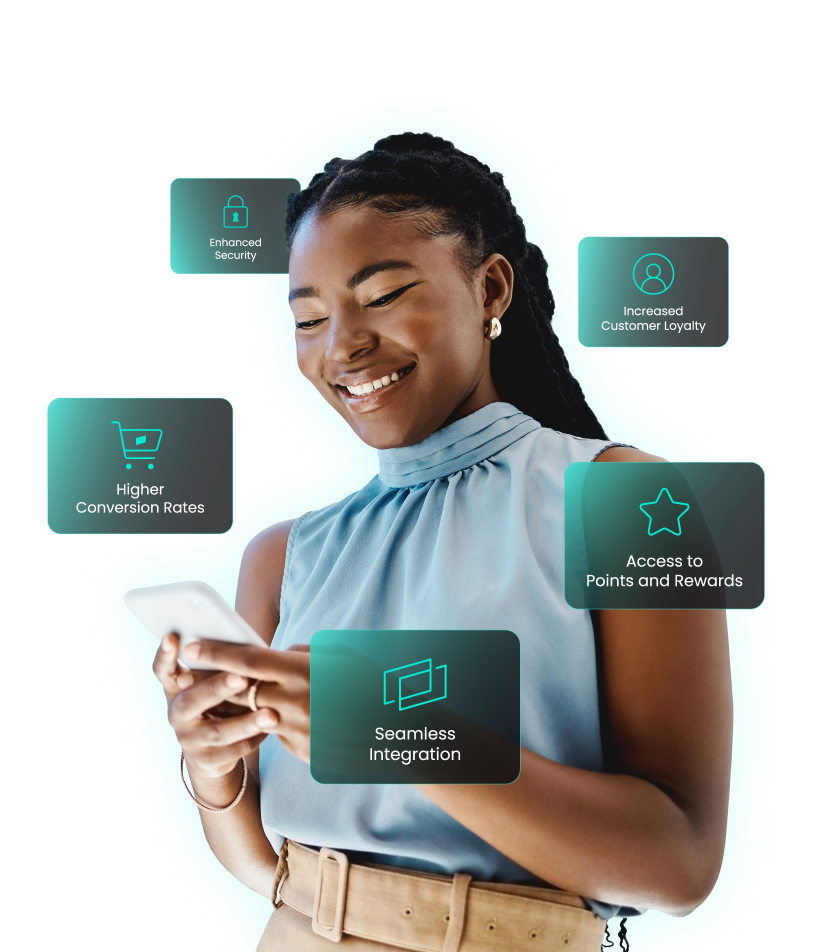 Enhanced
Security
Increased
Customer Loyalty
Higher
Conversion Rates
Access to
Points and Rewards
Seamless
Integration